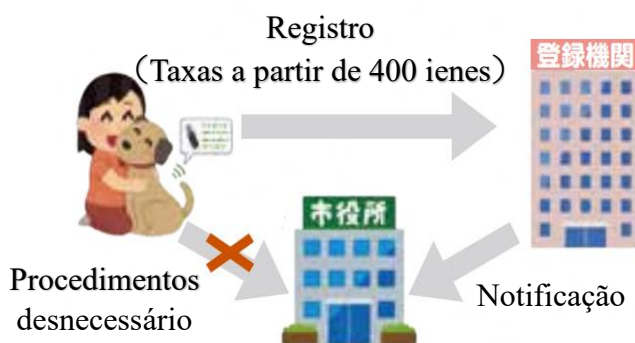 Registro
（Taxas a partir de 400 ienes）
登録機関
市役所
Procedimentos
desnecessário
Notificação